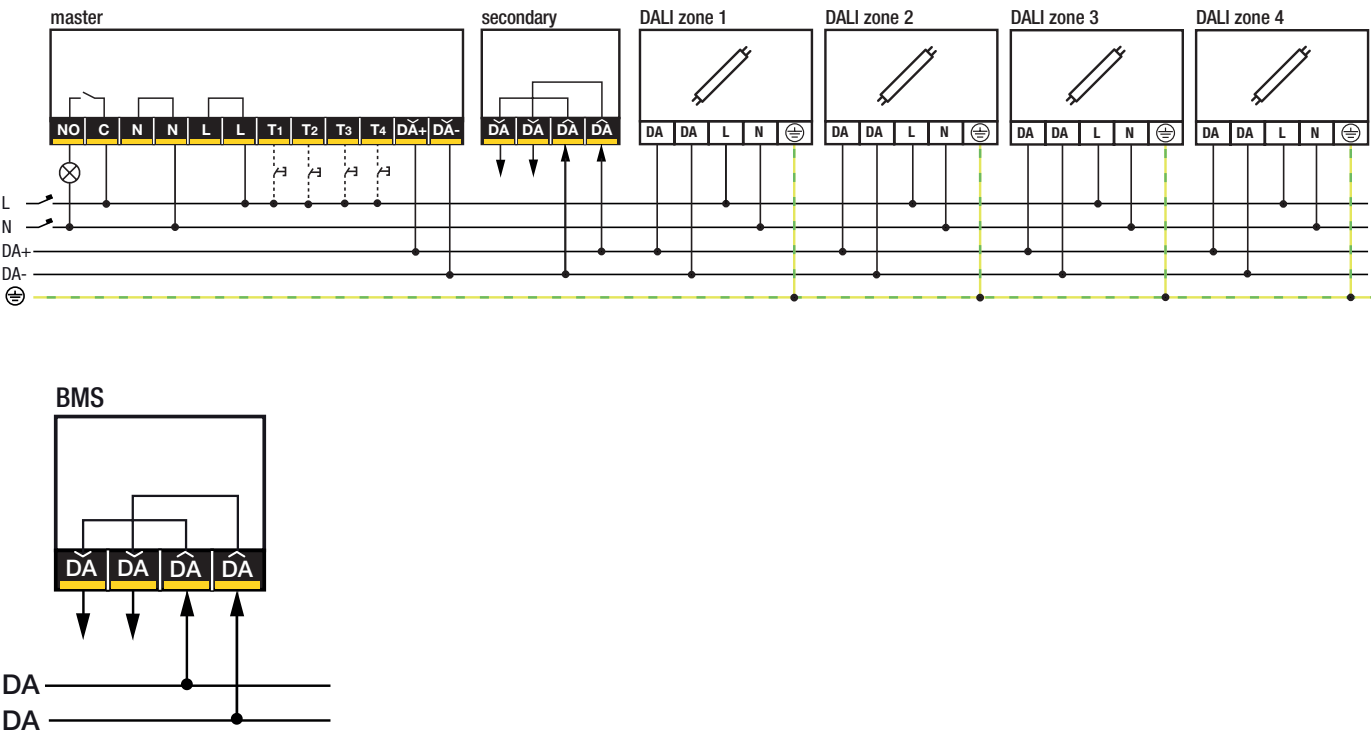 master secondary DALI zone 1 DALI zone 2 DALI zone 3 DALI zone 4
NO C N N L L T1 T2 T3 T4 DA+ DA- DA DA DA DA DA DA L N DA DA L N DA DA L N DA DA L N
L
N
DA+
DA-
BMS
DA DA DA DA
DA
DA